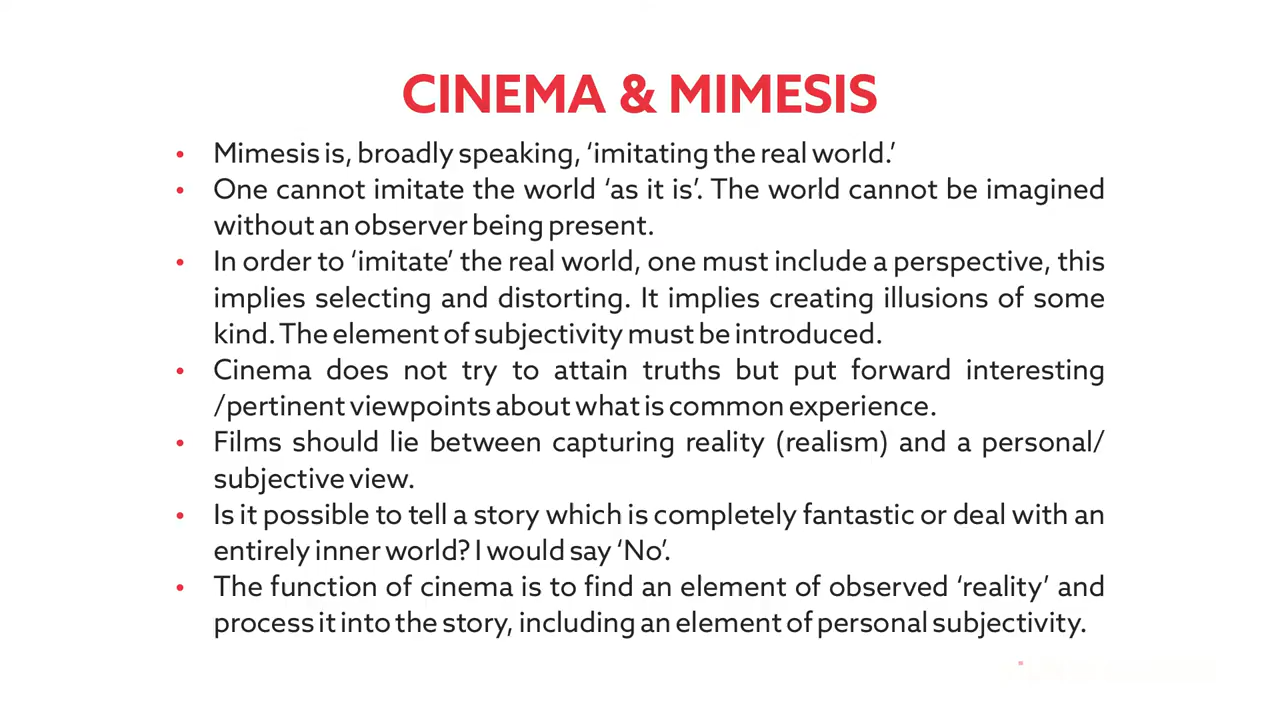 CINEMA & MIMESIS
• Mimesis is, broadly speaking, ‘imitating the real world.’
• One cannot imitate the world ‘as it is’. The world cannot be imagined
without an observer being present.
• In order to ‘imitate’ the real world, one must include a perspective, this
implies selecting and distorting. It implies creating illusions of some
kind. The element of subjectivity must be introduced.
• Cinema does not try to attain truths but put forward interesting
/pertinent viewpoints about what is common experience.
• Films should lie between capturing reality (realism) and a personal/
subjective view.
• Is it possible to tell a story which is completely fantastic or deal with an
entirely inner world? I would say ‘No’.
• The function of cinema is to find an element of observed ‘reality’ and
process it into the story, including an element of personal subjectivity.